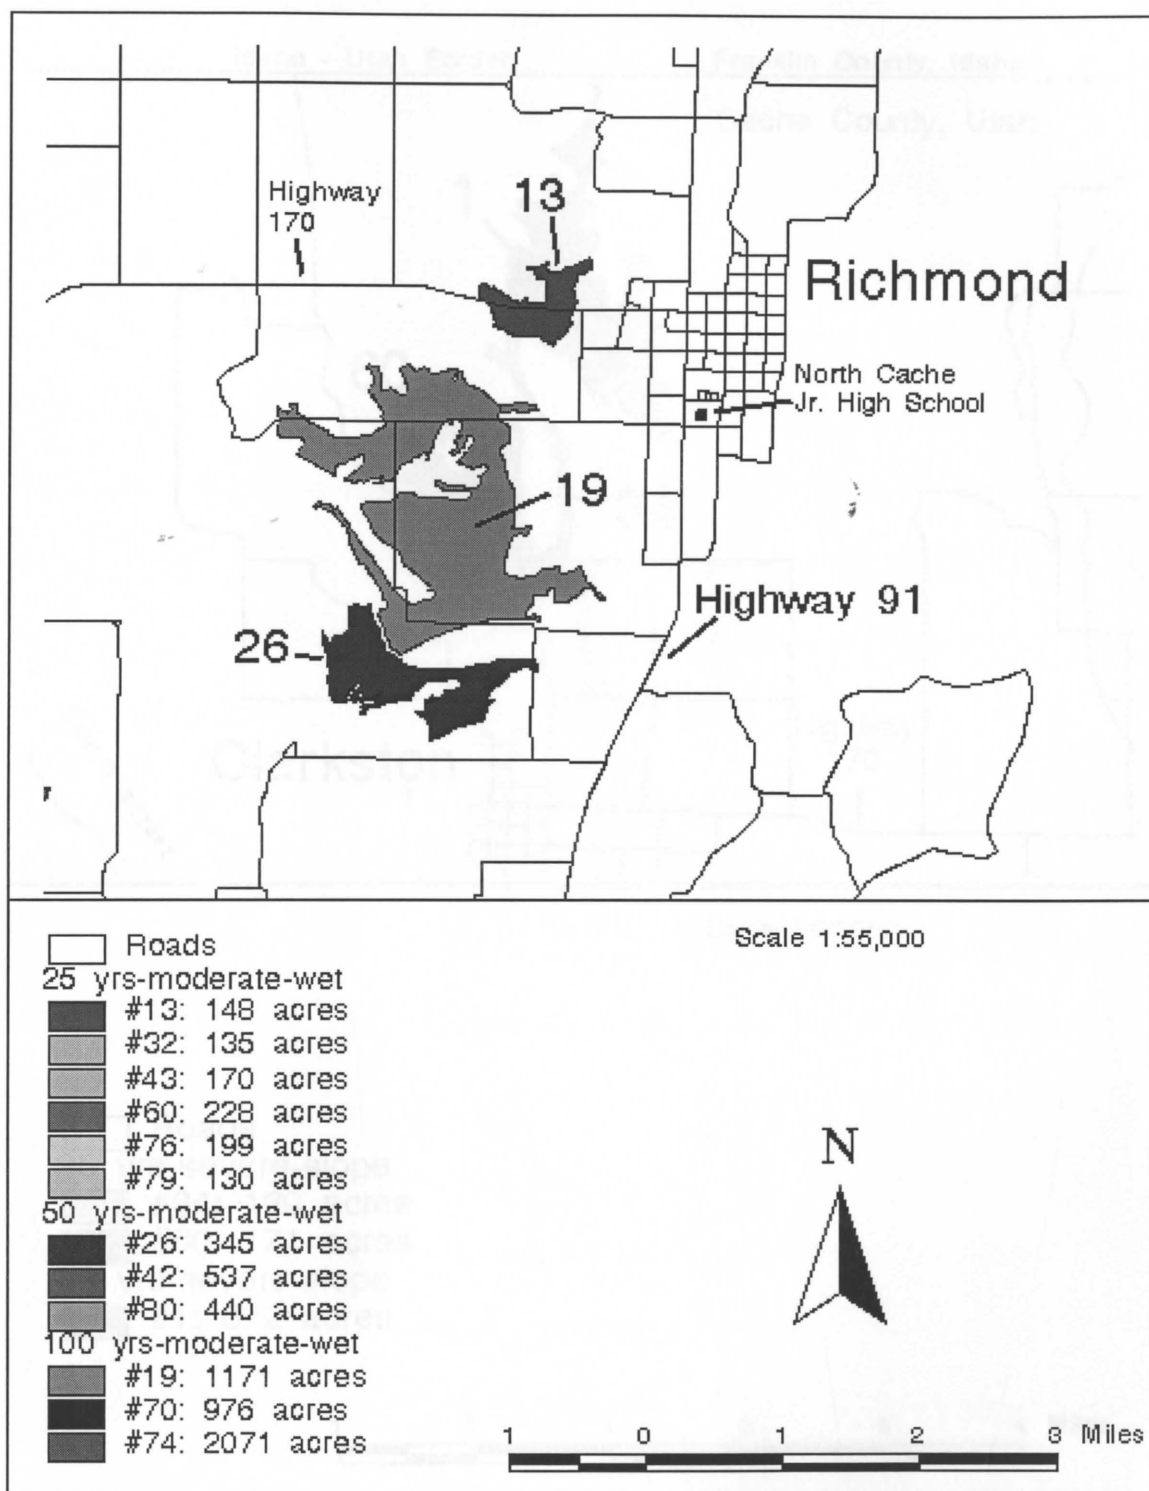 Highway
170
13
Richmond
North Cache
Jr. High School
19
Highway 91
26
Roads
Scale 1:55,000
25 yrs-moderate-wet
#13: 148 acres
#32: 135 acres
#43: 170 acres
#60: 228 acres
#76: 199 acres
#79: 130 acres
50 yrs-moderate-wet
#26: 345 acres
#42: 537 acres
#80: 440 acres
100 yrs-moderate-wet
#19: 1171 acres
#70: 976 acres
#74: 2071 acres
N
1 0 1 2 3 Miles